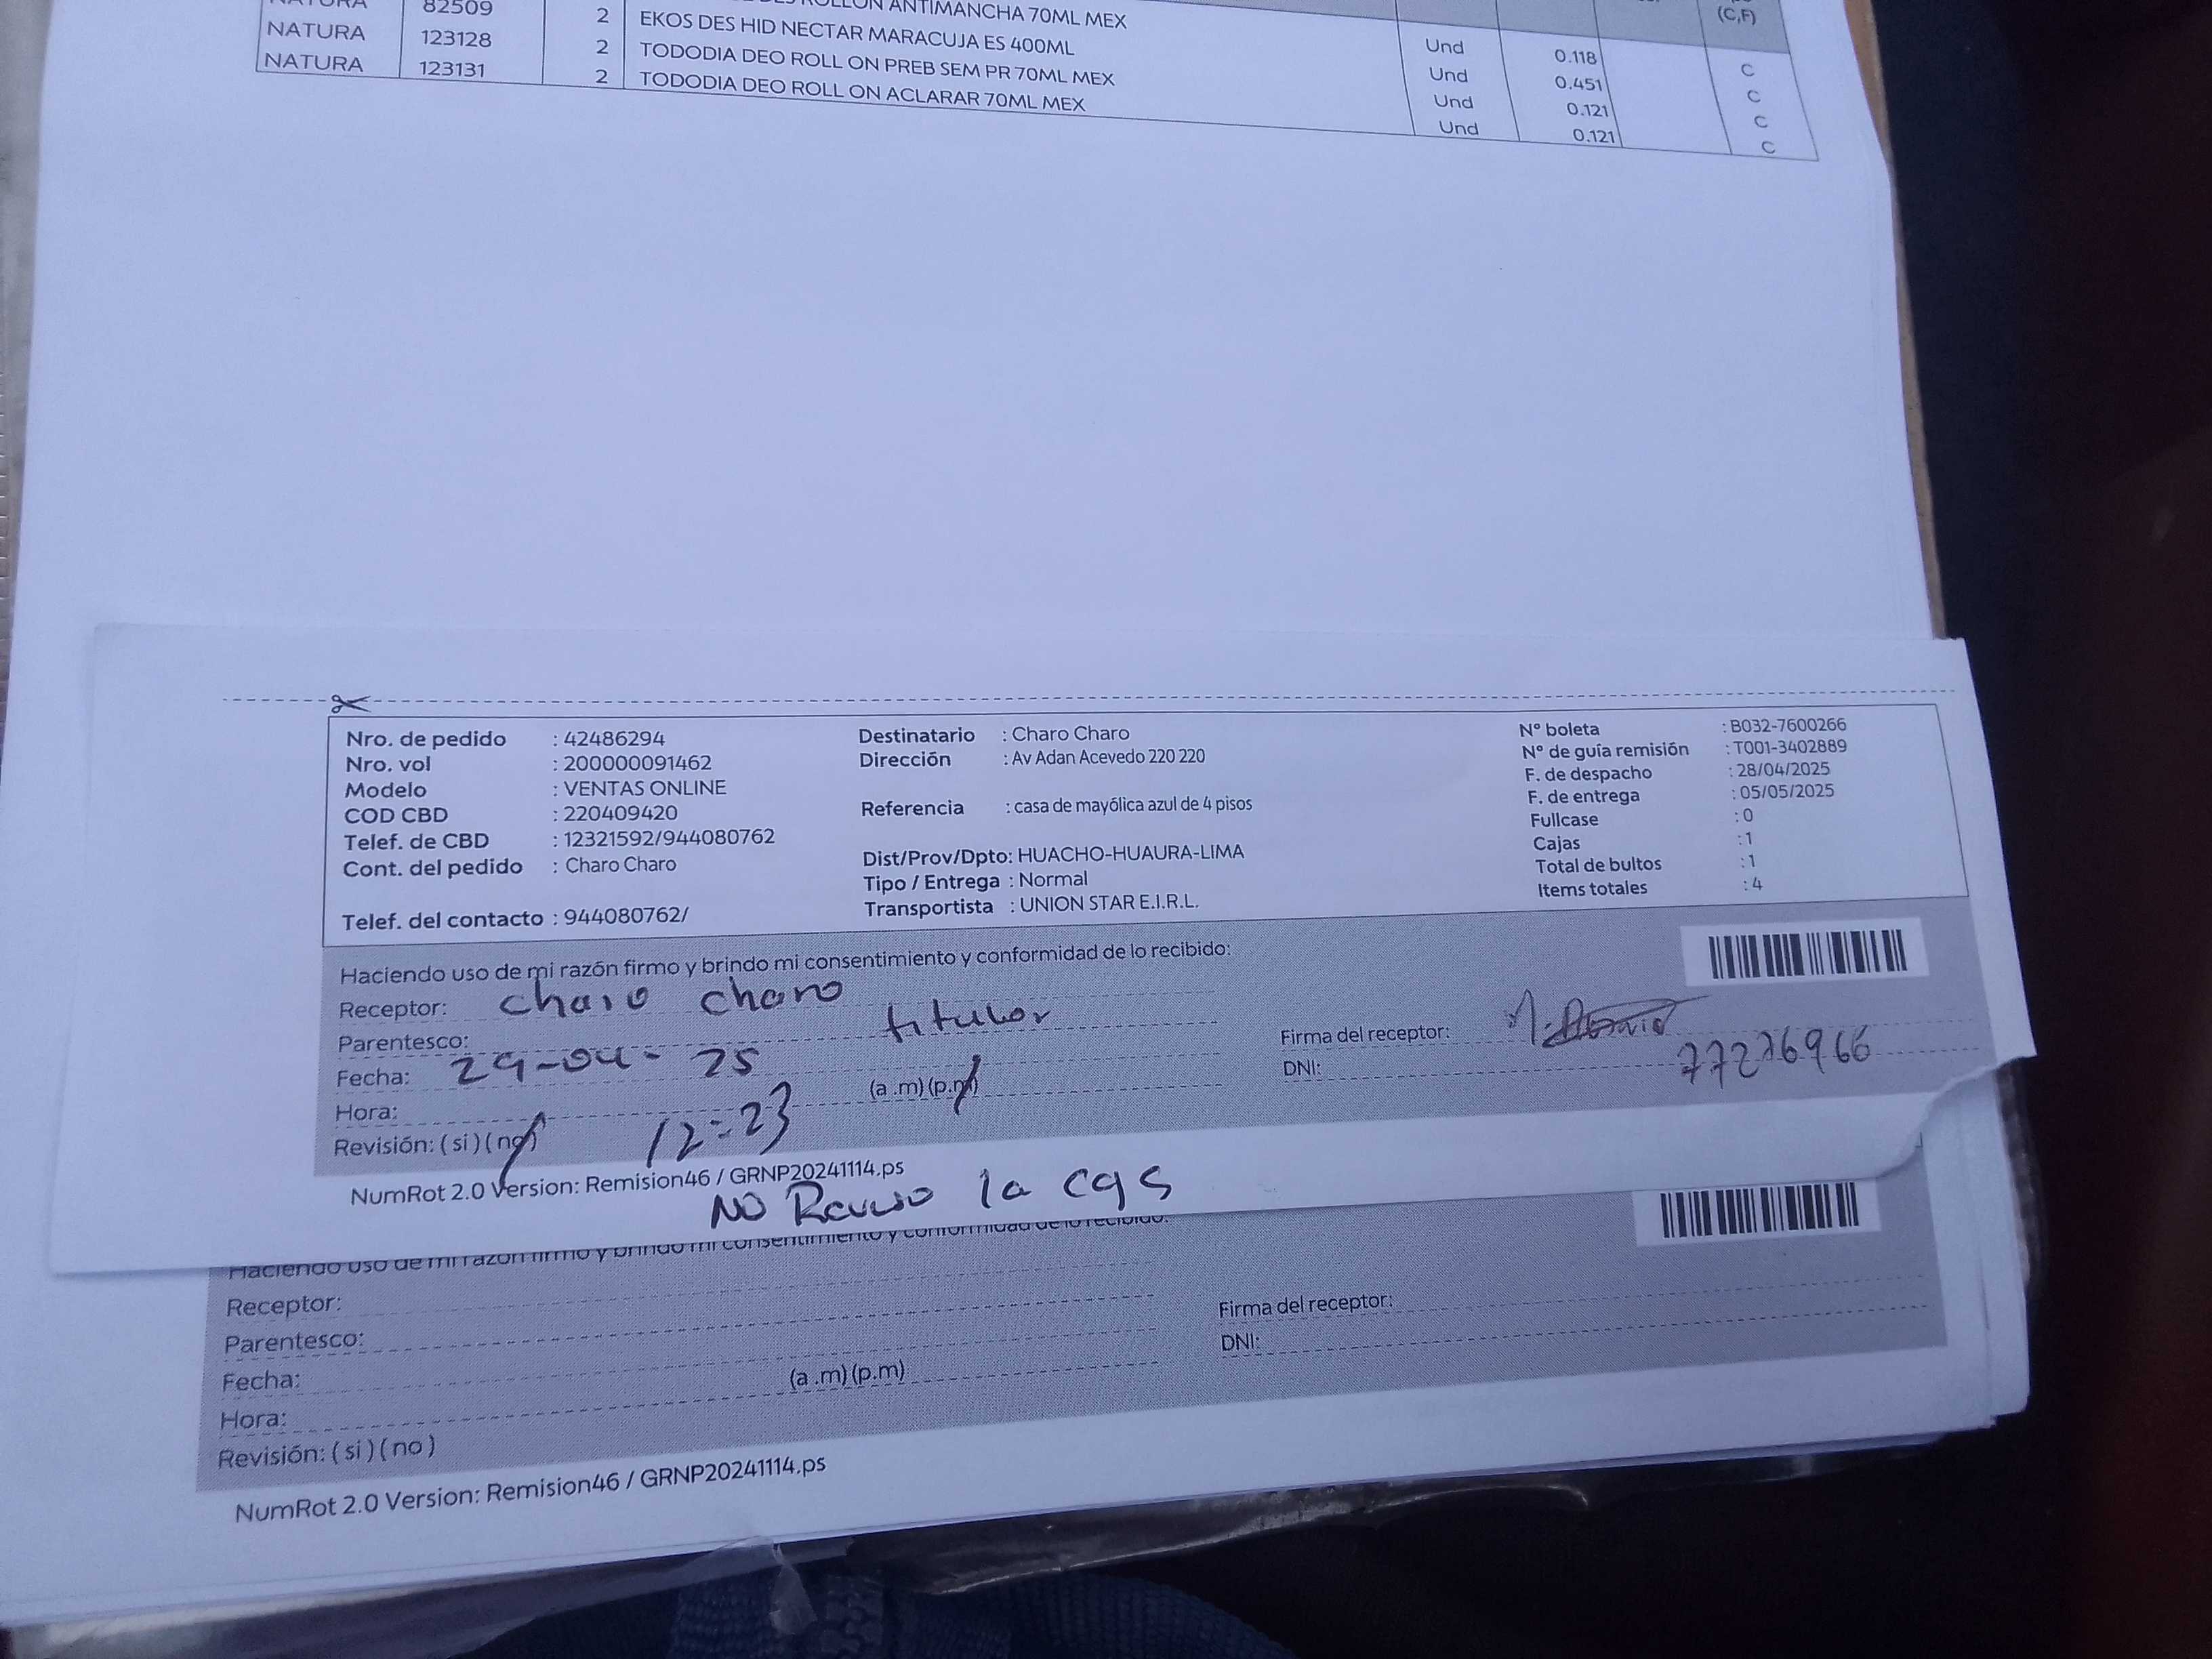 82509 2 ANTIMANCHA 70ML MEX Und 0.118 C
(C,F)
NATURA 123128 2 EKOS DES HID NECTAR MARACUJA ES 400ML Und 0.451 C
NATURA 123131 2 TODODIA DEO ROLL ON PREB SEM PR 70ML MEX Und 0.121 C
2 TODODIA DEO ROLL ON ACLARAR 70ML MEX Und 0.121 C
Nro. de pedido : 42486294
Nro. vol : 200000091462
Modelo : VENTAS ONLINE
COD CBD : 220409420
Telef. de CBD : 12321592/944080762
Cont. del pedido : Charo Charo
Telef. del contacto : 944080762/
Destinatario : Charo Charo
Dirección : Av Adan Acevedo 220 220
Referencia : casa de mayólica azul de 4 pisos
Dist/Prov/Dpto: HUACHO-HUAURA-LIMA
Tipo / Entrega : Normal
Transportista : UNION STAR E.I.R.L.
Nº boleta : B032-7600266
Nº de guía remisión : T001-3402889
F. de despacho : 28/04/2025
F. de entrega : 05/05/2025
Fullcase : 0
Cajas : 1
Total de bultos : 1
Items totales : 4
Haciendo uso de mi razón firmo y brindo mi consentimiento y conformidad de lo recibido:
Receptor: charo charo
Parentesco: titular
Fecha: 29-04-25
Hora: 12:23 (a .m) (p.m)
Revisión: ( si ) ( no )
Firma del receptor:
DNI: 77276966
NumRot 2.0 Version: Remision46 / GRNP20241114.ps
NO Reviso la cgs
Haciendo uso de mi razón firmo y brindo mi consentimiento y conformidad de lo recibido:
Receptor:
Parentesco:
Fecha:
Hora: (a .m) (p.m)
Revisión: ( si ) ( no )
Firma del receptor:
DNI:
NumRot 2.0 Version: Remision46 / GRNP20241114.ps